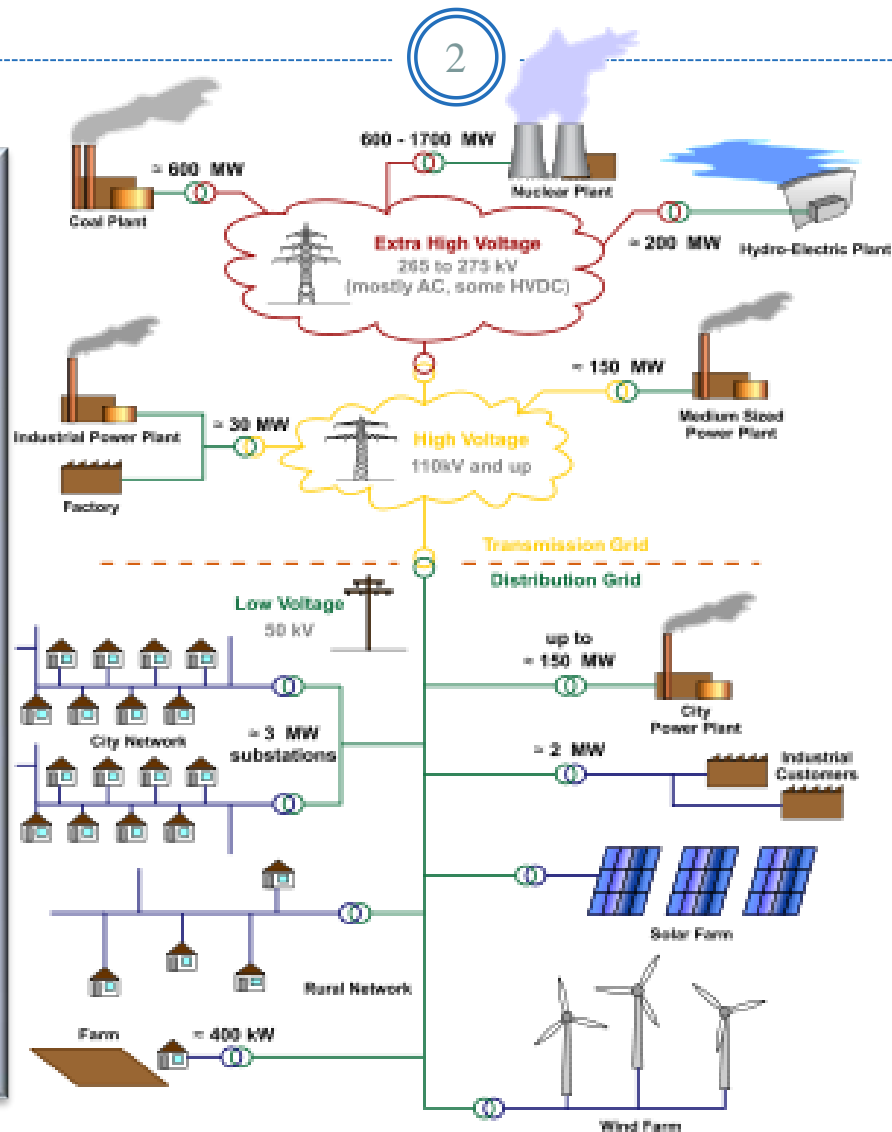 2
≈ 600 MW
Coal Plant
600 - 1700 MW
Nuclear Plant
≈ 200 MW
Hydro-Electric Plant
Extra High Voltage
265 to 275 kV
(mostly AC, some HVDC)
≈ 150 MW
Medium Sized
Power Plant
Industrial Power Plant
≈ 30 MW
Factory
High Voltage
110kV and up
Transmission Grid
Distribution Grid
Low Voltage
50 kV
up to
≈ 150 MW
City
Power Plant
City Network
≈ 3 MW
substations
≈ 2 MW
Industrial
Customers
Solar Farm
Rural Network
Farm
≈ 400 kW
Wind Farm